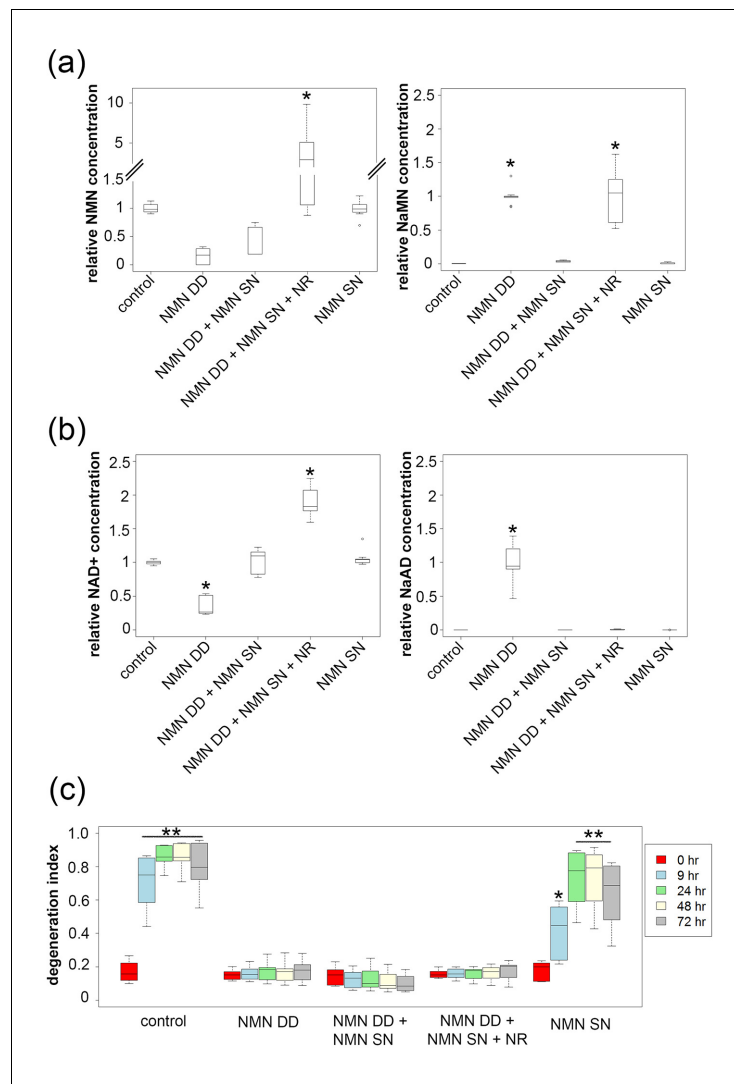 (a)
relative NMN concentration
10
5
1.5
1
0.5
0
*
control
NMN DD
NMN DD + NMN SN
NMN DD + NMN SN + NR
NMN SN
relative NaMN concentration
2.5
2
1.5
1
0.5
0
*
*
control
NMN DD
NMN DD + NMN SN
NMN DD + NMN SN + NR
NMN SN
(b)
relative NAD+ concentration
2.5
2
1.5
1
0.5
0
*
*
control
NMN DD
NMN DD + NMN SN
NMN DD + NMN SN + NR
NMN SN
relative NaAD concentration
2.5
2
1.5
1
0.5
0
*
control
NMN DD
NMN DD + NMN SN
NMN DD + NMN SN + NR
NMN SN
(c)
degeneration index
1.0
0.8
0.6
0.4
0.2
0
**
*
**
0 hr
9 hr
24 hr
48 hr
72 hr
control
NMN DD
NMN DD +
NMN SN
NMN DD +
NMN SN + NR
NMN SN